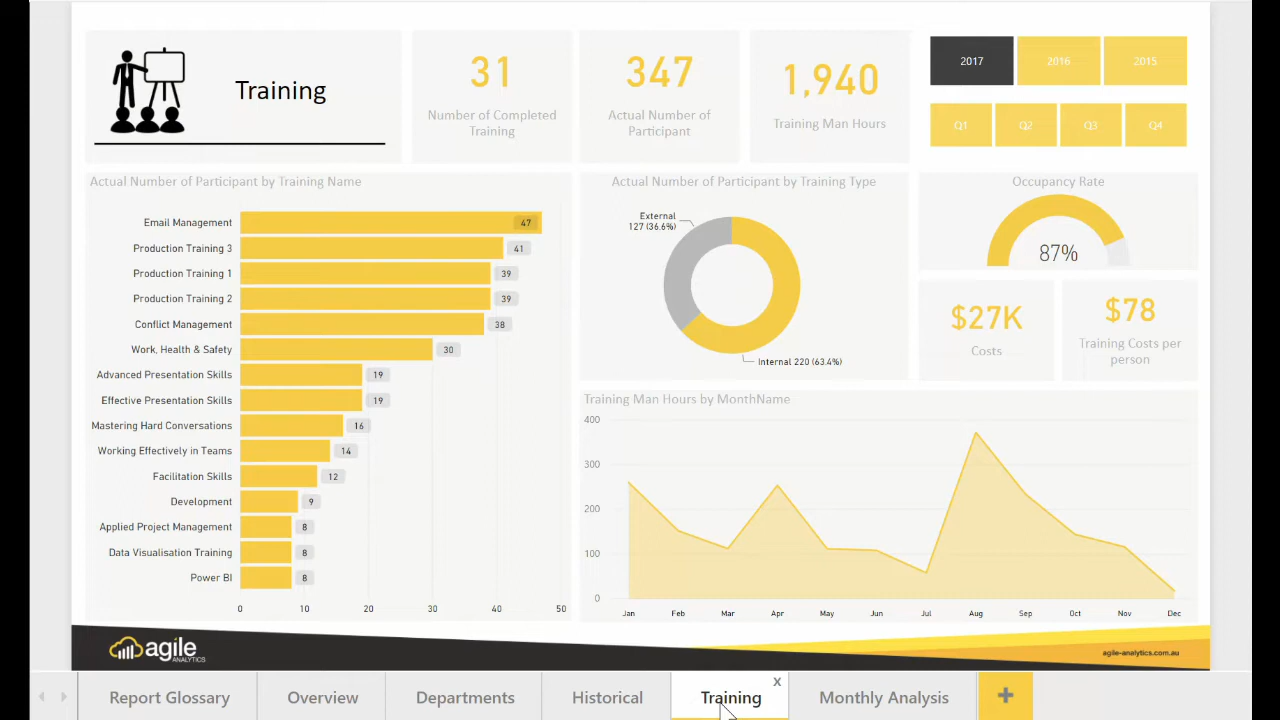 Training
31
Number of Completed
Training
347
Actual Number of
Participant
1,940
Training Man Hours
2017
2016
2015
Q1
Q2
Q3
Q4
Actual Number of Participant by Training Name
Email Management
47
Production Training 3
41
Production Training 1
39
Production Training 2
39
Conflict Management
38
Work, Health & Safety
30
Advanced Presentation Skills
19
Effective Presentation Skills
19
Mastering Hard Conversations
16
Working Effectively in Teams
14
Facilitation Skills
12
Development
9
Applied Project Management
8
Data Visualisation Training
8
Power BI
8
0
10
20
30
40
50
Actual Number of Participant by Training Type
External
127 (36.6%)
Internal 220 (63.4%)
Occupancy Rate
87%
$27K
Costs
$78
Training Costs per
person
Training Man Hours by MonthName
400
300
200
100
0
Jan
Feb
Mar
Apr
May
Jun
Jul
Aug
Sep
Oct
Nov
Dec
agile
ANALYTICS
agile-analytics.com.au
Report Glossary
Overview
Departments
Historical
Training
x
Monthly Analysis
+